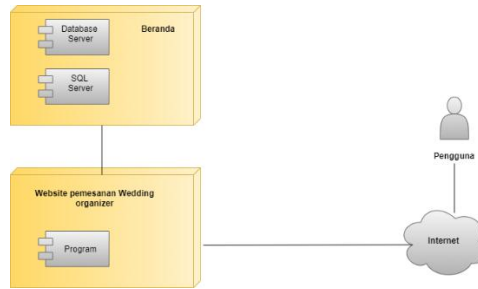 Database
Server
Beranda
SQL
Server
Pengguna
Website pemesanan Wedding
organizer
Program
Internet